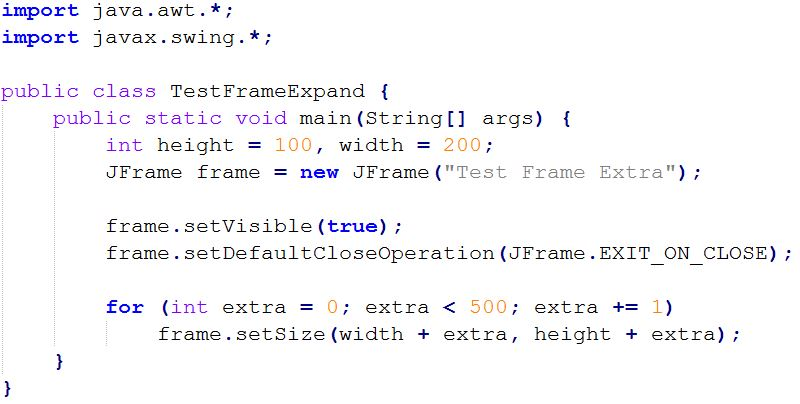 import java.awt.*;
import javax.swing.*;

public class TestFrameExpand {
    public static void main(String[] args) {
        int height = 100, width = 200;
        JFrame frame = new JFrame("Test Frame Extra");

        frame.setVisible(true);
        frame.setDefaultCloseOperation(JFrame.EXIT_ON_CLOSE);

        for (int extra = 0; extra < 500; extra += 1)
            frame.setSize(width + extra, height + extra);
    }
}